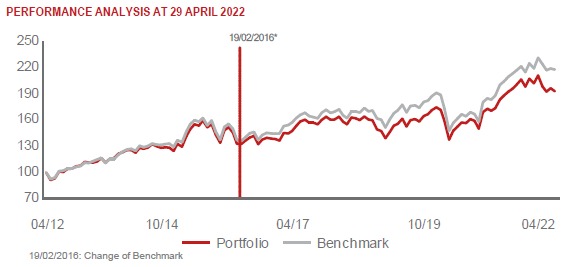 PERFORMANCE ANALYSIS AT 29 APRIL 2022
19/02/2016*
250
220
190
160
130
100
70
04/12 10/14 04/17 10/19 04/22
Portfolio Benchmark
19/02/2016: Change of Benchmark